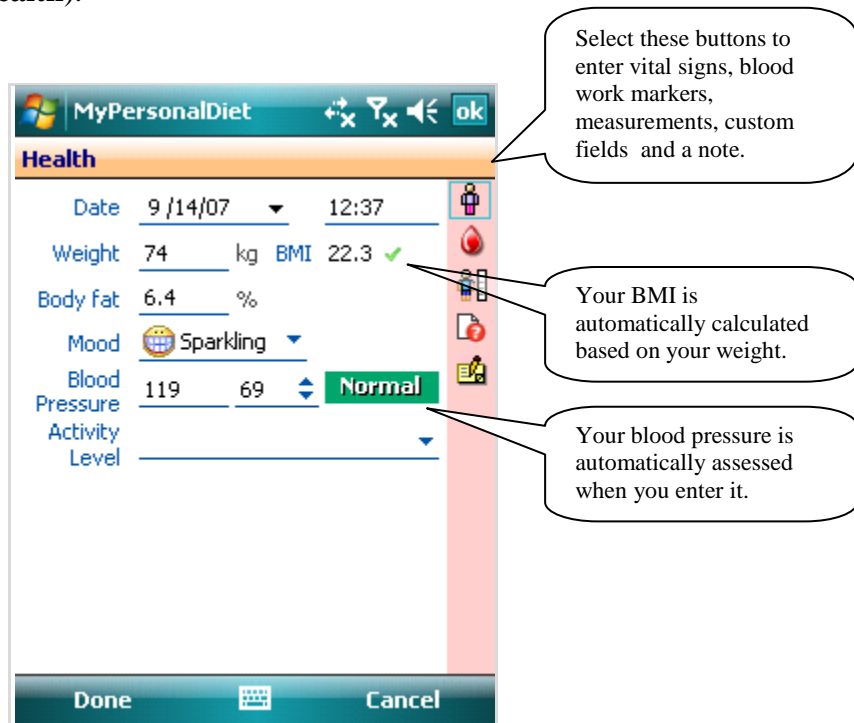 ealth).
Select these buttons to
enter vital signs, blood
work markers,
measurements, custom
fields and a note.
MyPersonalDiet ok
Health
Date 9 /14/07 12:37
Weight 74 kg BMI 22.3
Body fat 6.4 %
Mood Sparkling
Blood
Pressure 119 69 Normal
Activity
Level
Your BMI is
automatically calculated
based on your weight.
Your blood pressure is
automatically assessed
when you enter it.
Done Cancel